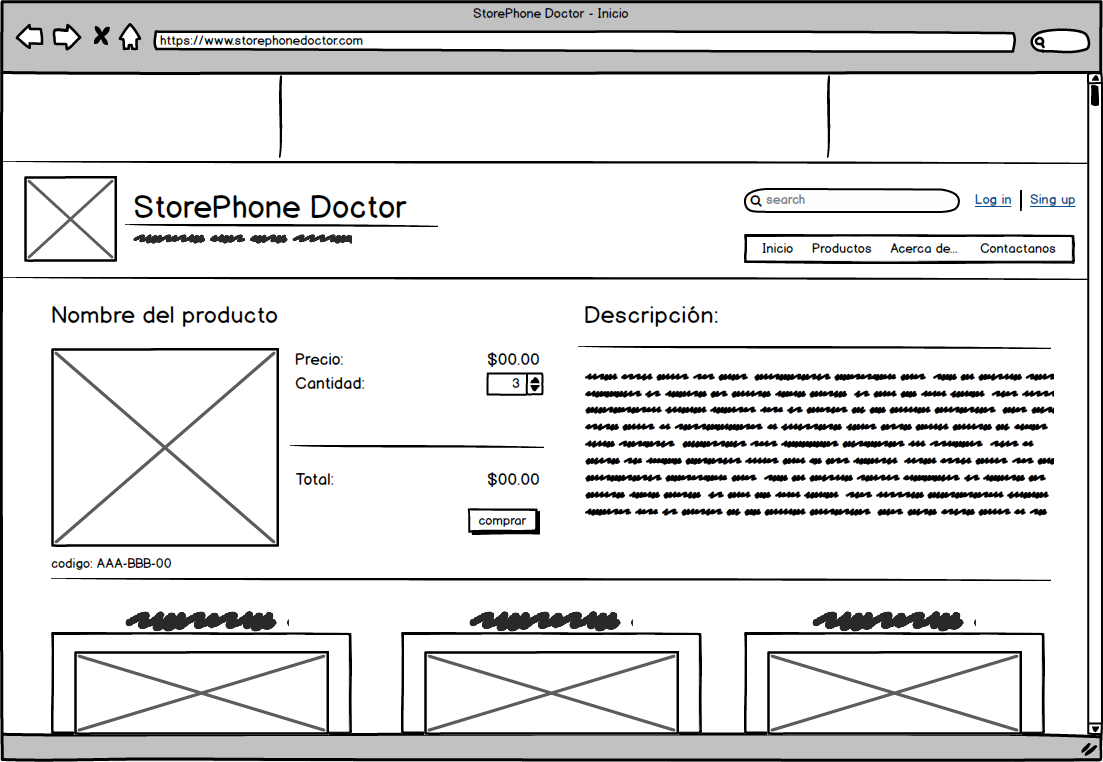 StorePhone Doctor - Inicio
https://www.storephonedoctor.com
StorePhone Doctor
search
Log in
Sing up
Inicio Productos Acerca de... Contactanos
Nombre del producto
Descripción:
Precio: $00.00
Cantidad: 3
Total: $00.00
comprar
codigo: AAA-BBB-00